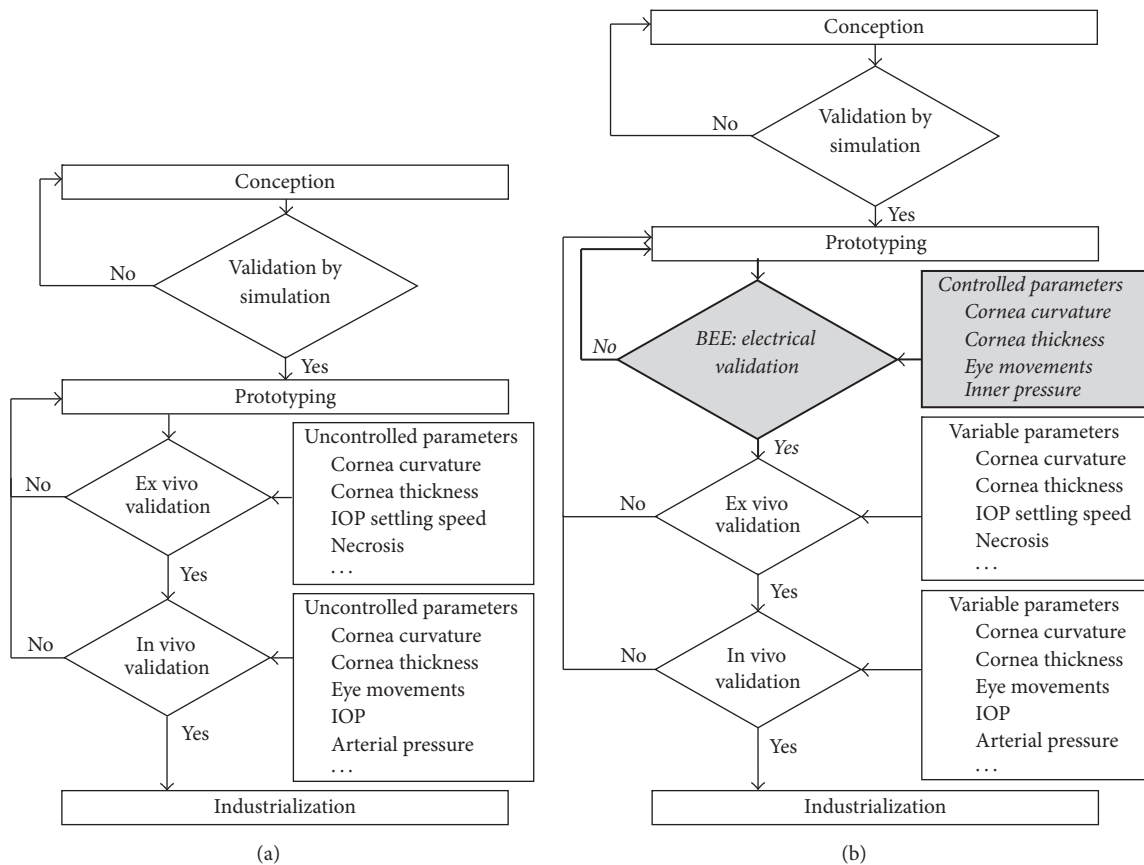 Conception
Validation by
simulation
No
Yes
Prototyping
Ex vivo
validation
No
Yes
Uncontrolled parameters
Cornea curvature
Cornea thickness
IOP settling speed
Necrosis
...
In vivo
validation
No
Yes
Uncontrolled parameters
Cornea curvature
Cornea thickness
Eye movements
IOP
Arterial pressure
...
Industrialization
(a)
Conception
Validation by
simulation
No
Yes
Prototyping
BEE: electrical
validation
No
Yes
Controlled parameters
Cornea curvature
Cornea thickness
Eye movements
Inner pressure
Ex vivo
validation
No
Yes
Variable parameters
Cornea curvature
Cornea thickness
IOP settling speed
Necrosis
...
In vivo
validation
No
Yes
Variable parameters
Cornea curvature
Cornea thickness
Eye movements
IOP
Arterial pressure
...
Industrialization
(b)